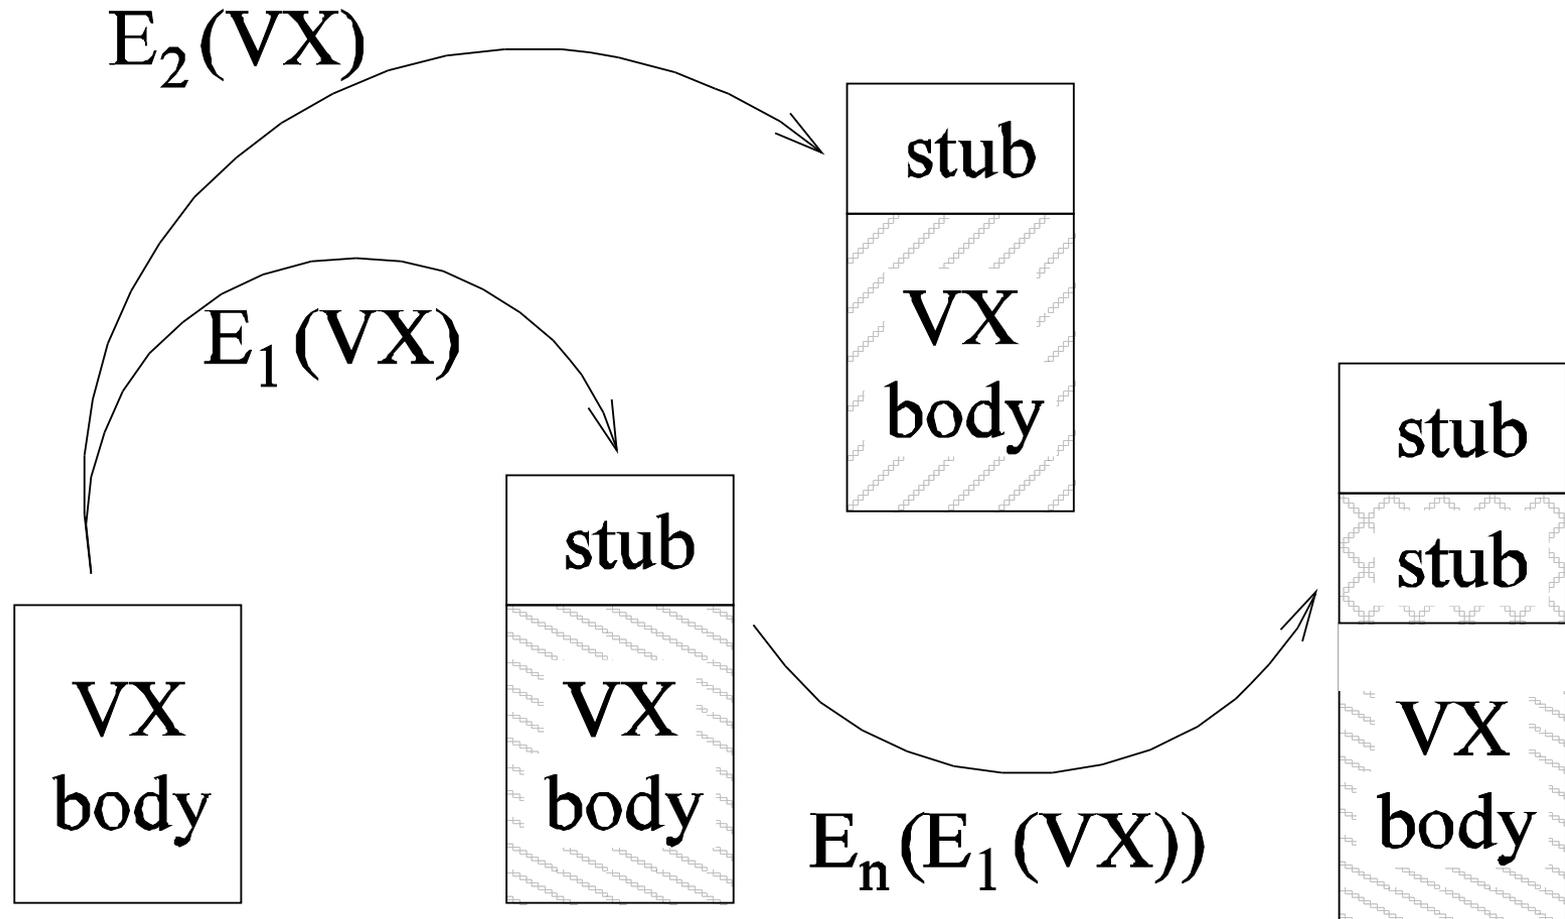 E2(VX)
stub
VX
body
E1(VX)
stub
VX
body
VX
body
stub
stub
VX
body
En(E1(VX))